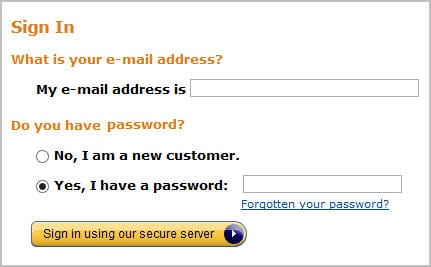 Sign In
What is your e-mail address?
My e-mail address is
Do you have password?
No, I am a new customer.
Yes, I have a password:
Forgotten your password?
Sign in using our secure server